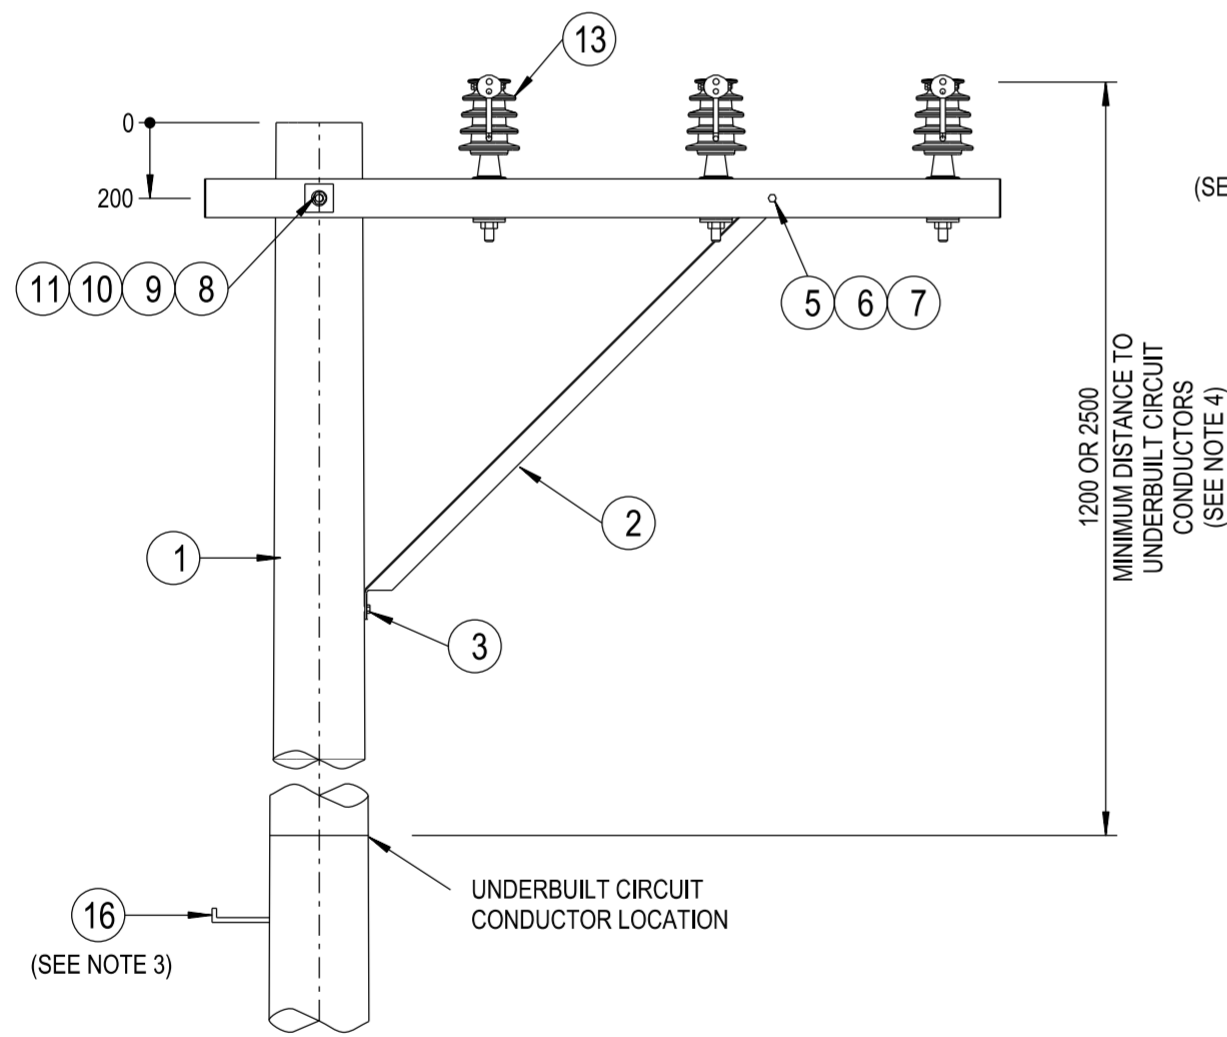 13
0
200
(SE
11 10 9 8
5 6 7
1200 OR 2500
MINIMUM DISTANCE TO
UNDERBUILT CIRCUIT
CONDUCTORS
(SEE NOTE 4)
2
1
3
UNDERBUILT CIRCUIT
CONDUCTOR LOCATION
16
(SEE NOTE 3)